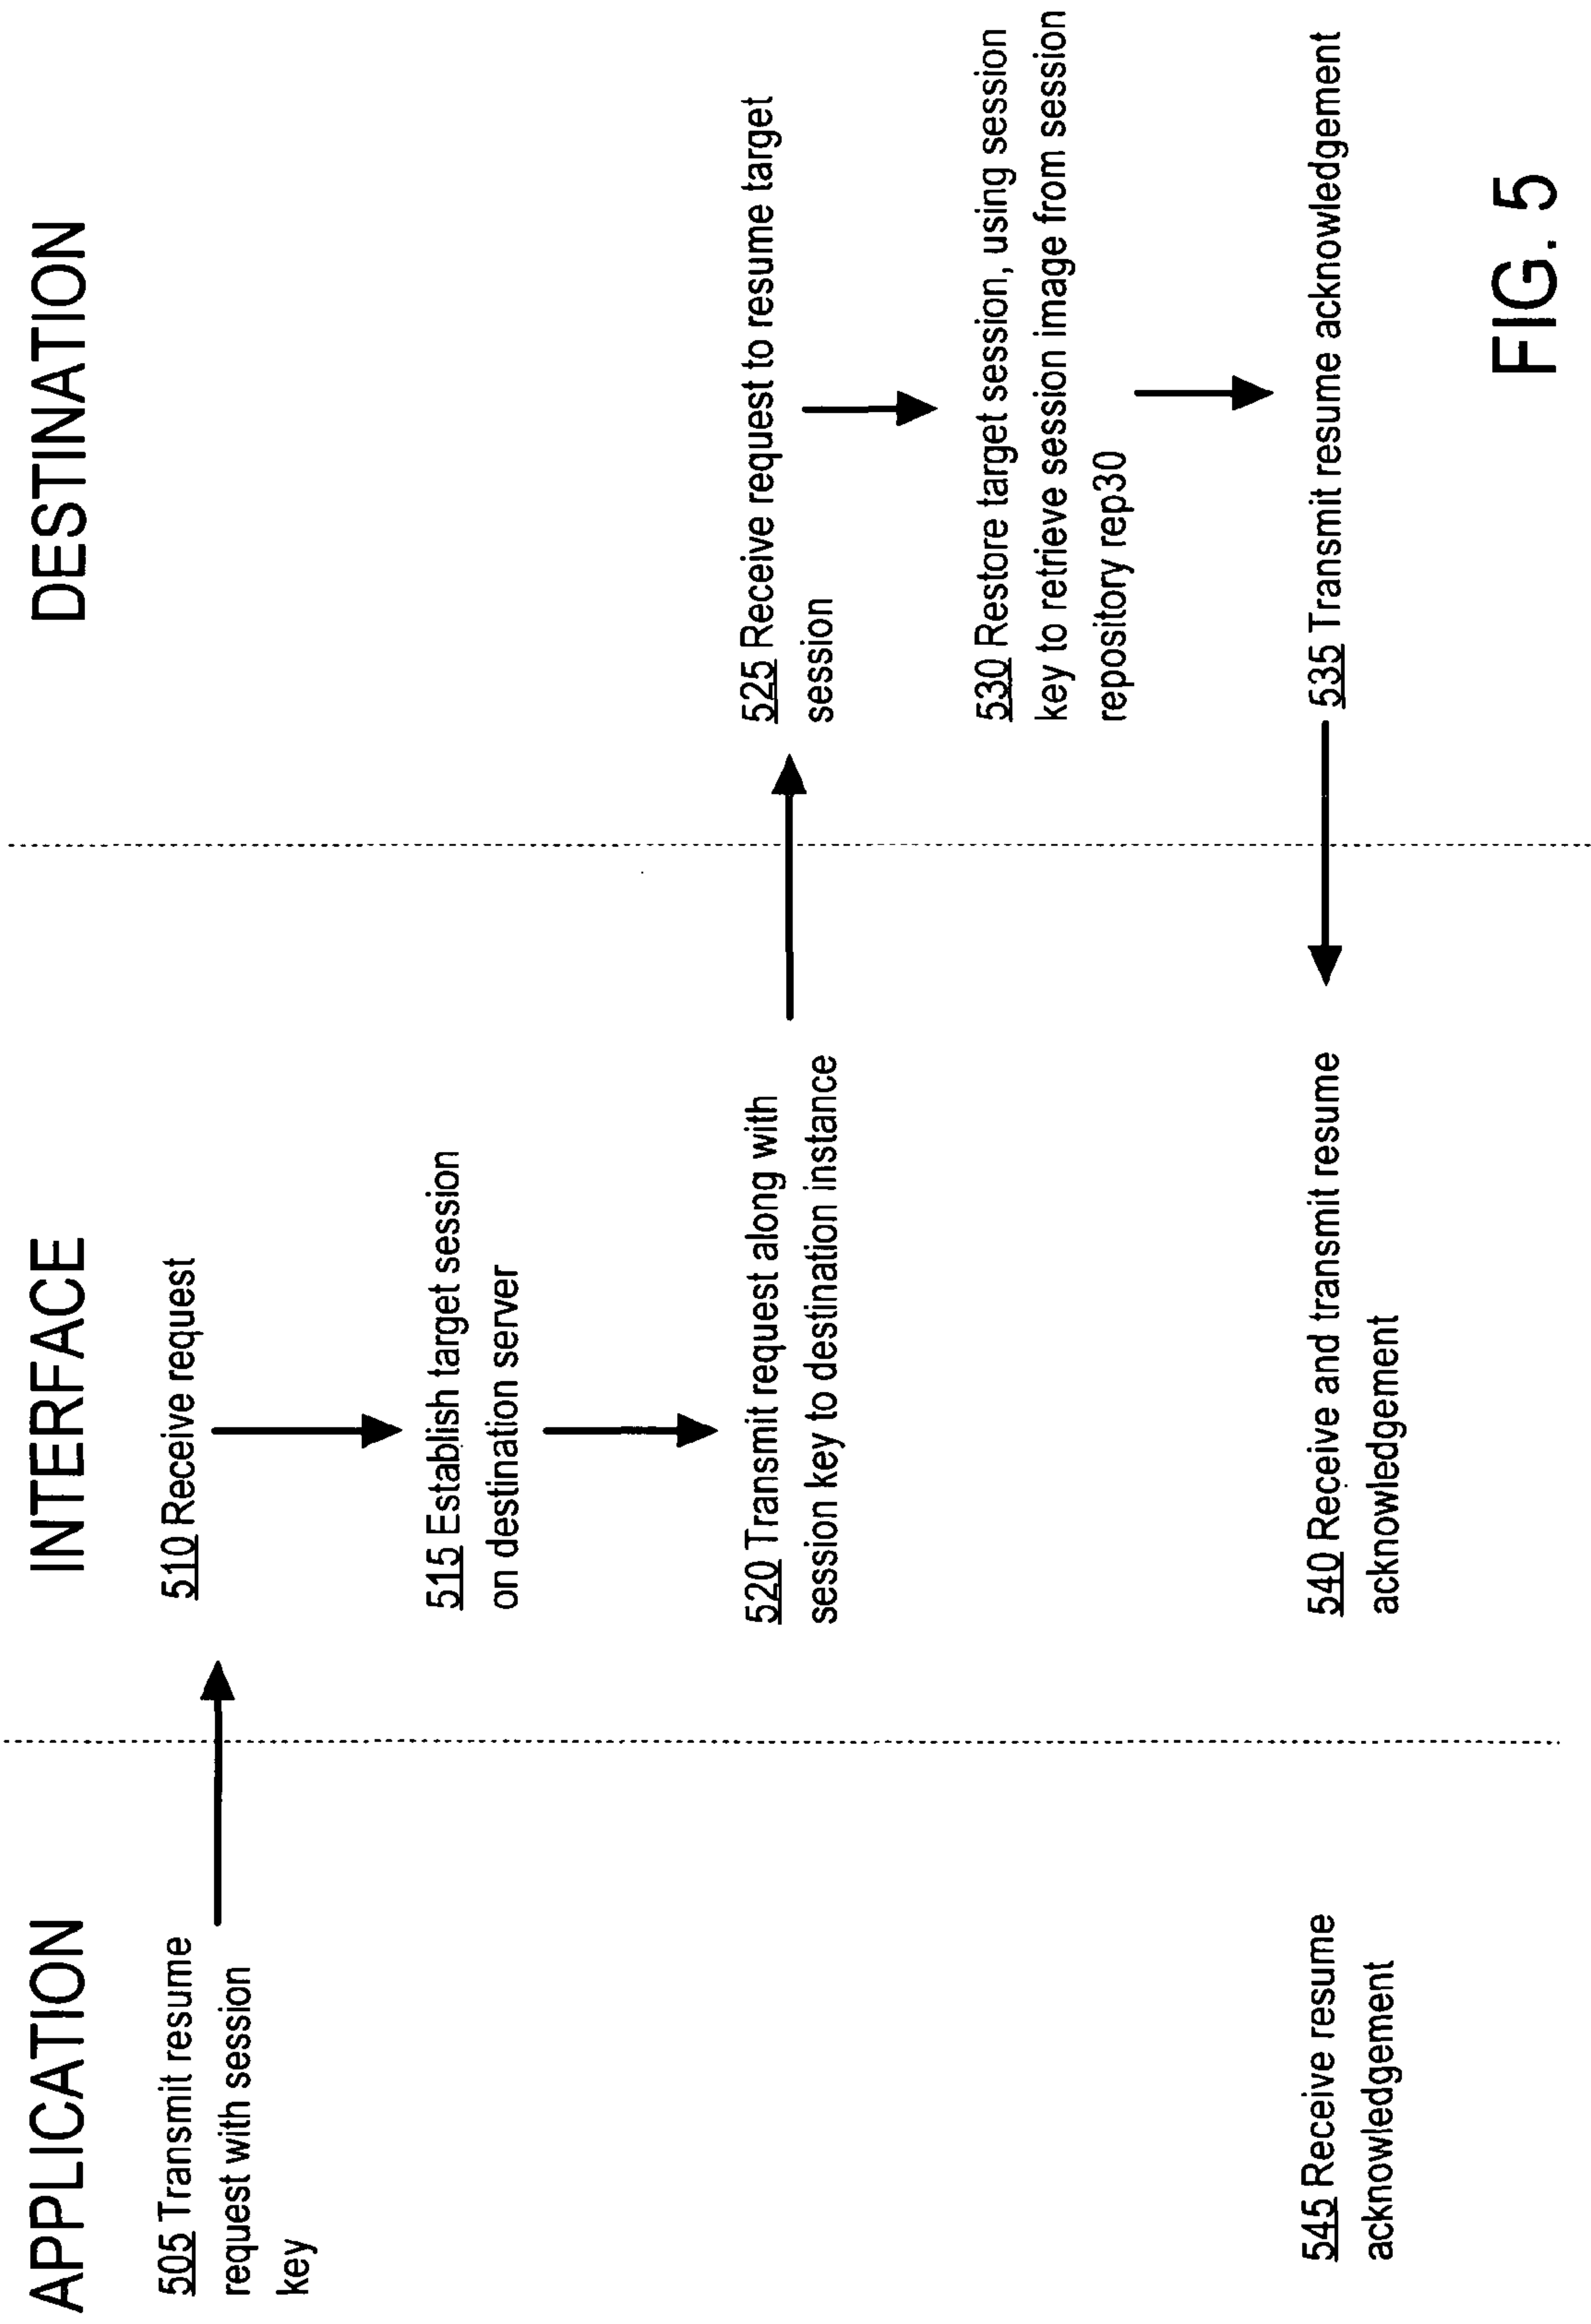 APPLICATION
INTERFACE
DESTINATION
505 Transmit resume
request with session
key
510 Receive request
515 Establish target session
on destination server
520 Transmit request along with
session key to destination instance
525 Receive request to resume target
session
530 Restore target session, using session
key to retrieve session image from session
repository rep30
535 Transmit resume acknowledgement
540 Receive and transmit resume
acknowledgement
545 Receive resume
acknowledgement
FIG. 5